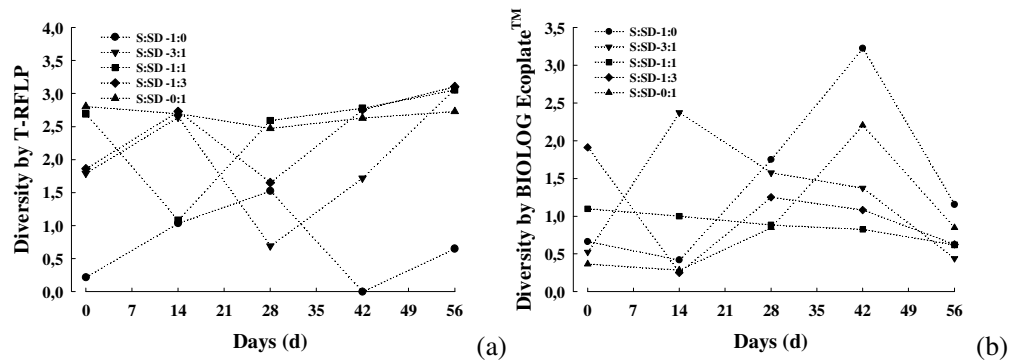 Diversity by T-RFLP
4,0
3,5
3,0
2,5
2,0
1,5
1,0
0,5
0,0
S:SD -1:0
S:SD -3:1
S:SD -1:1
S:SD -1:3
S:SD -0:1
0 7 14 21 28 35 42 49 56
Days (d)
(a)
Diversity by BIOLOG Ecoplate™
3,5
3,0
2,5
2,0
1,5
1,0
0,5
0,0
S:SD-1:0
S:SD-3:1
S:SD-1:1
S:SD-1:3
S:SD-0:1
0 7 14 21 28 35 42 49 56
Days (d)
(b)